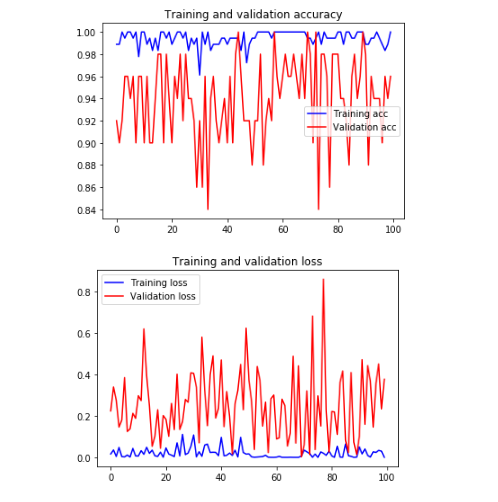 Training and validation accuracy
1.00
0.98
0.96
0.94
0.92
0.90
0.88
0.86
0.84
Training acc
Validation acc
0 20 40 60 80 100
Training and validation loss
Training loss
Validation loss
0.8
0.6
0.4
0.2
0.0
0 20 40 60 80 100